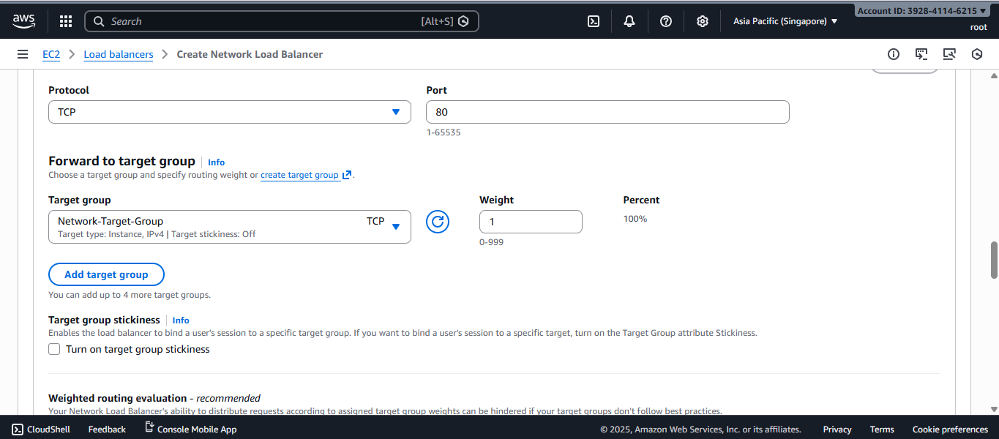 aws
Search
[Alt+S]
Asia Pacific (Singapore)
Account ID: 3928-4114-6215
root
EC2
Load balancers
Create Network Load Balancer
Protocol
Port
TCP
80
1-65535
Forward to target group
Info
Choose a target group and specify routing weight or create target group.
Target group
Weight
Percent
Network-Target-Group
TCP
Target type: Instance, IPv4 | Target stickiness: Off
1
100%
0-999
Add target group
You can add up to 4 more target groups.
Target group stickiness
Info
Enables the load balancer to bind a user's session to a specific target group. If you want to bind a user's session to a specific target, turn on the Target Group attribute Stickiness.
Turn on target group stickiness
Weighted routing evaluation - recommended
Your Network Load Balancer's ability to distribute requests according to assigned target group weights can be hindered if your target groups don't follow best practices.
CloudShell
Feedback
Console Mobile App
© 2025, Amazon Web Services, Inc. or its affiliates.
Privacy
Terms
Cookie preferences